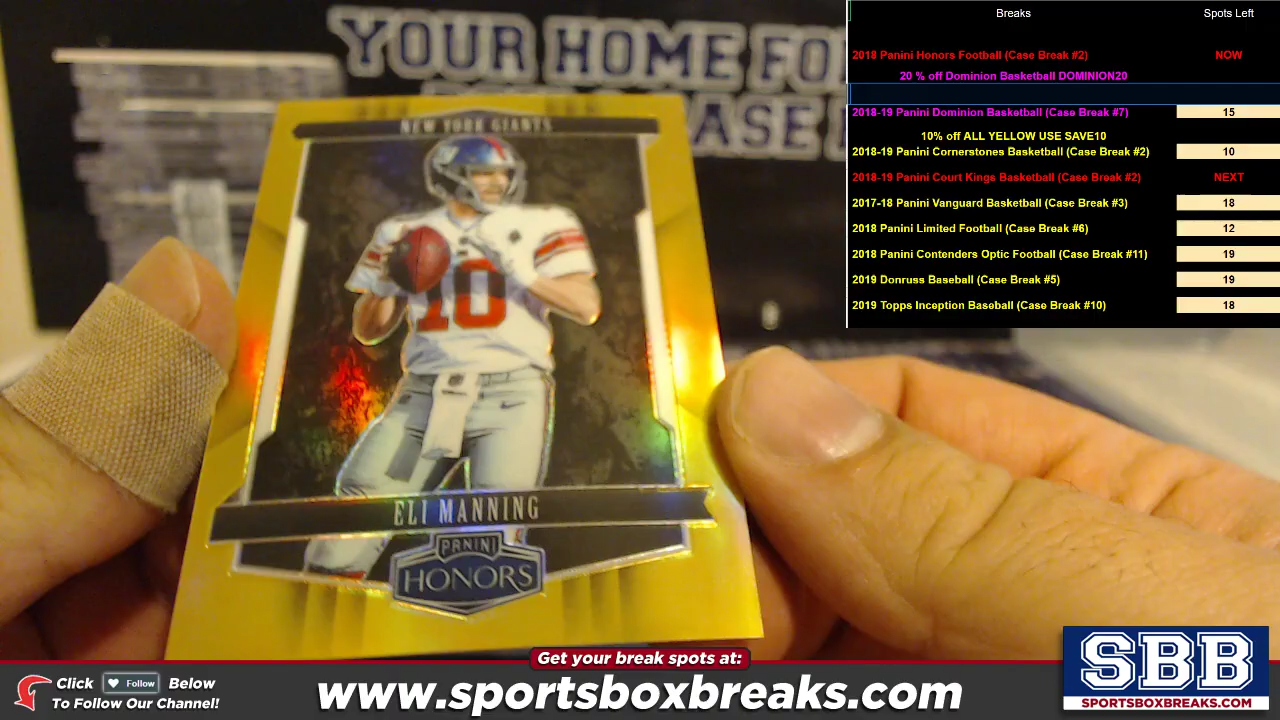 YOUR HOME FO
ASE
NEW YORK GIANTS
10
ELI MANNING
PANINI
HONORS
Breaks Spots Left
2018 Panini Honors Football (Case Break #2) NOW
20 % off Dominion Basketball DOMINION20
2018-19 Panini Dominion Basketball (Case Break #7) 15
10% off ALL YELLOW USE SAVE10
2018-19 Panini Cornerstones Basketball (Case Break #2) 10
2018-19 Panini Court Kings Basketball (Case Break #2) NEXT
2017-18 Panini Vanguard Basketball (Case Break #3) 18
2018 Panini Limited Football (Case Break #6) 12
2018 Panini Contenders Optic Football (Case Break #11) 19
2019 Donruss Baseball (Case Break #5) 19
2019 Topps Inception Baseball (Case Break #10) 18
Get your break spots at:
Click Follow Below
To Follow Our Channel!
www.sportsboxbreaks.com
SBB
SPORTSBOXBREAKS.COM